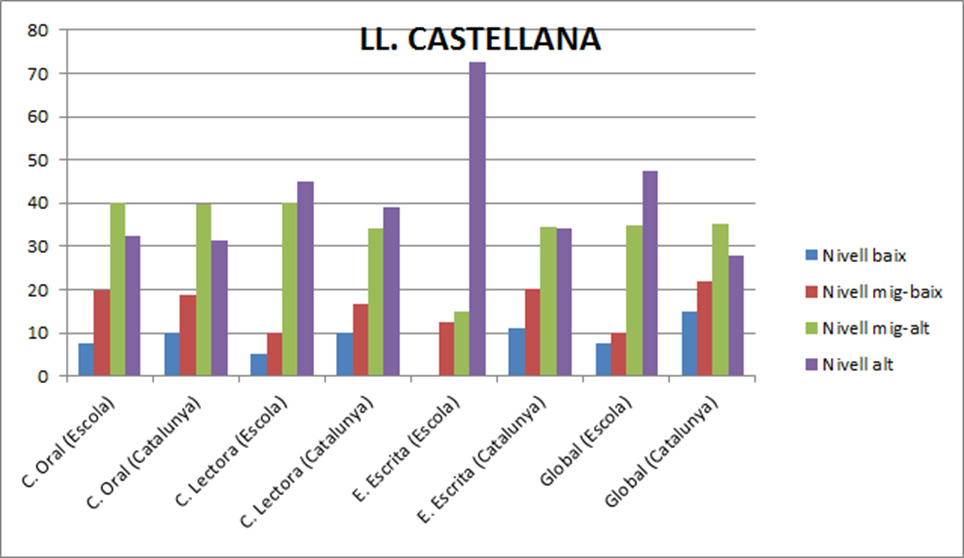 LL. CASTELLANA
80
70
60
50
40
30
20
10
0
C. Oral (Escola)
C. Oral (Catalunya)
C. Lectora (Escola)
C. Lectora (Catalunya)
E. Escrita (Escola)
E. Escrita (Catalunya)
Global (Escola)
Global (Catalunya)
Nivell baix
Nivell mig-baix
Nivell mig-alt
Nivell alt